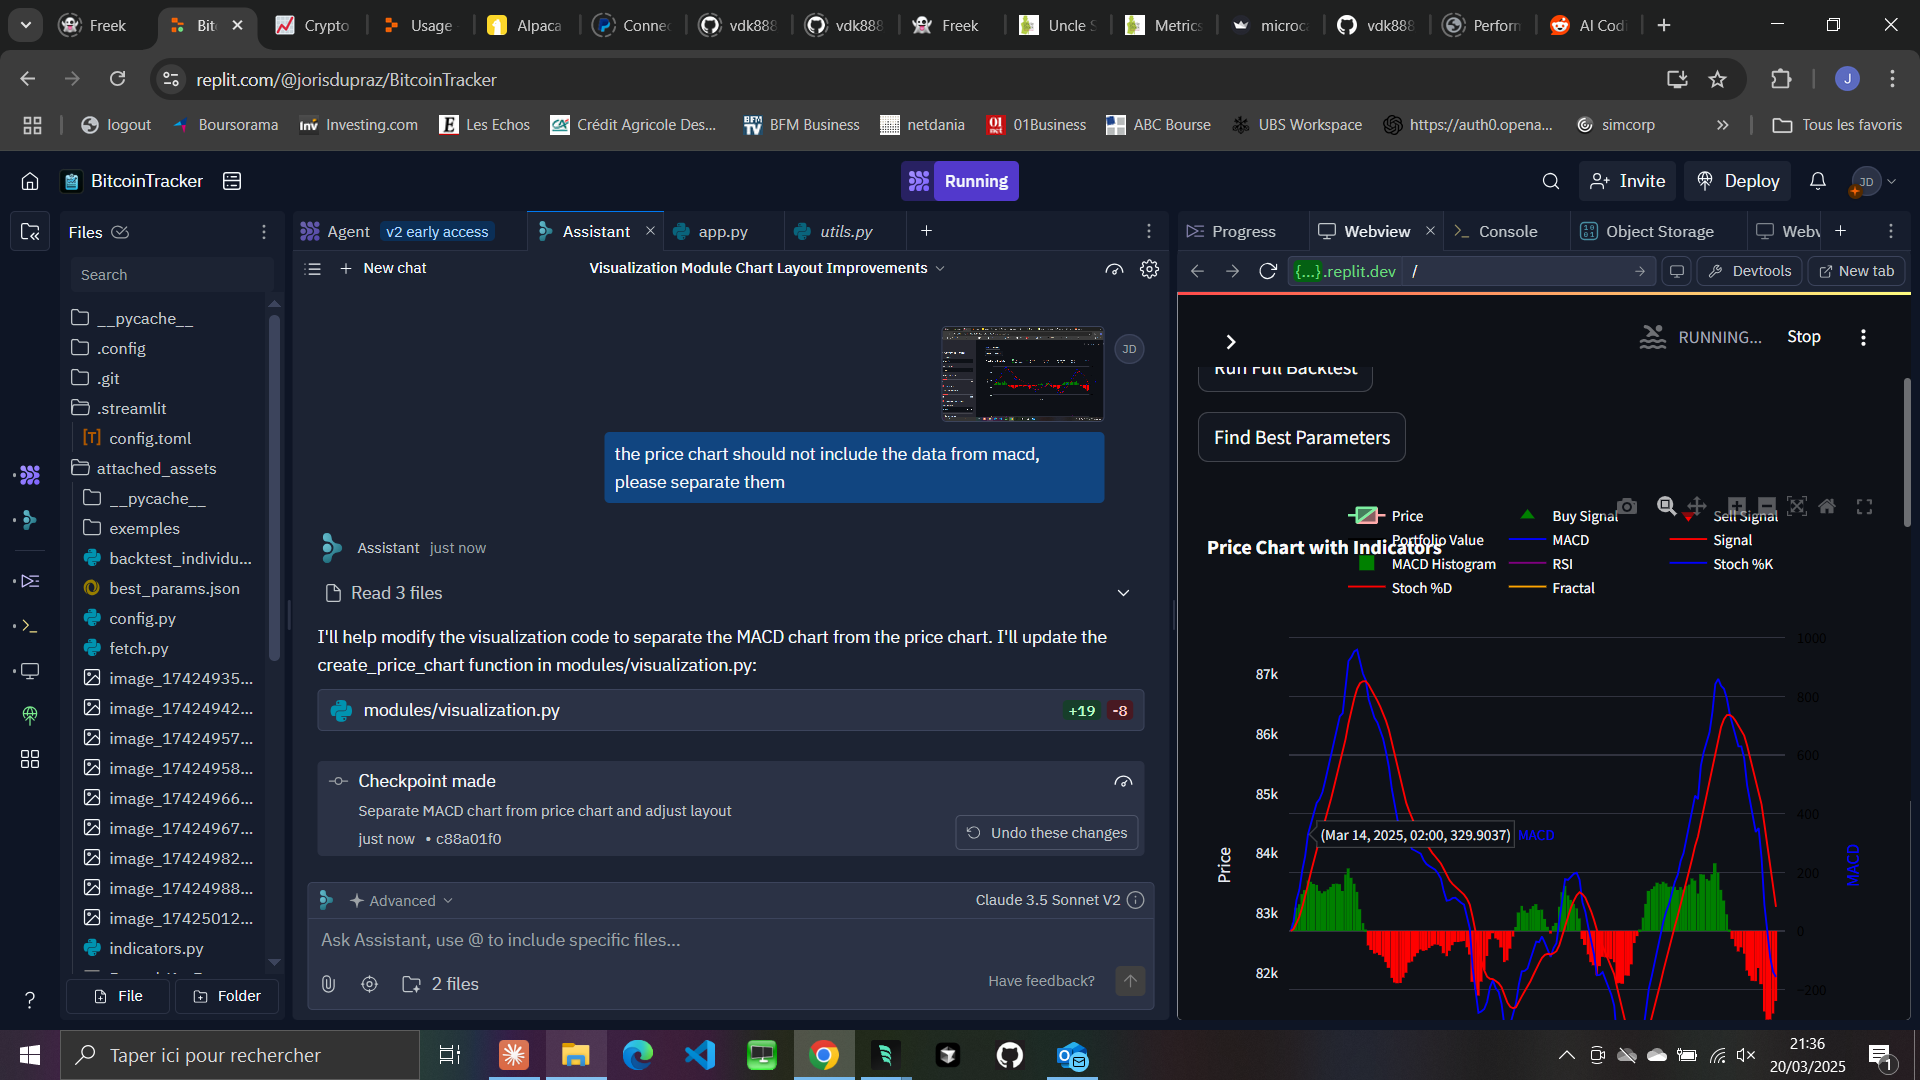 Freek
Bit
Crypto
Usage
Alpaca
Connec
vdk888
vdk888
Freek
Uncle S
Metrics
microca
vdk888
Perform
AI Codi
replit.com/@jorisdupraz/BitcoinTracker
J
logout
Boursorama
Investing.com
Les Echos
Crédit Agricole Des...
BFM Business
netdania
01Business
ABC Bourse
UBS Workspace
https://auth0.opena...
simcorp
Tous les favoris
BitcoinTracker
Running
Invite
Deploy
JD
Files
Agent v2 early access
Assistant
app.py
utils.py
Progress
Webview
Console
Object Storage
Webv
Search
New chat
Visualization Module Chart Layout Improvements
{...}.replit.dev /
Devtools
New tab
__pycache__
.config
.git
.streamlit
config.toml
attached_assets
__pycache__
exemples
backtest_individu...
best_params.json
config.py
fetch.py
image_17424935...
image_17424942...
image_17424957...
image_17424958...
image_17424966...
image_17424967...
image_17424982...
image_17424988...
image_17425012...
indicators.py
File
Folder
JD
the price chart should not include the data from macd,
please separate them
Assistant just now
Read 3 files
I'll help modify the visualization code to separate the MACD chart from the price chart. I'll update the
create_price_chart function in modules/visualization.py:
modules/visualization.py +19 -8
Checkpoint made
Separate MACD chart from price chart and adjust layout
just now • c88a01f0
Undo these changes
Advanced
Claude 3.5 Sonnet V2
Ask Assistant, use @ to include specific files...
2 files
Have feedback?
RUNNING...
Stop
Run Full Backtest
Find Best Parameters
Price Chart with Indicators
Price
Buy Signal
Sell Signal
Portfolio Value
MACD
Signal
MACD Histogram
RSI
Stoch %K
Stoch %D
Fractal
87k
86k
85k
84k
83k
82k
Price
1000
800
600
400
200
0
−200
MACD
(Mar 14, 2025, 02:00, 329.9037) MACD
Taper ici pour rechercher
21:36
20/03/2025
1